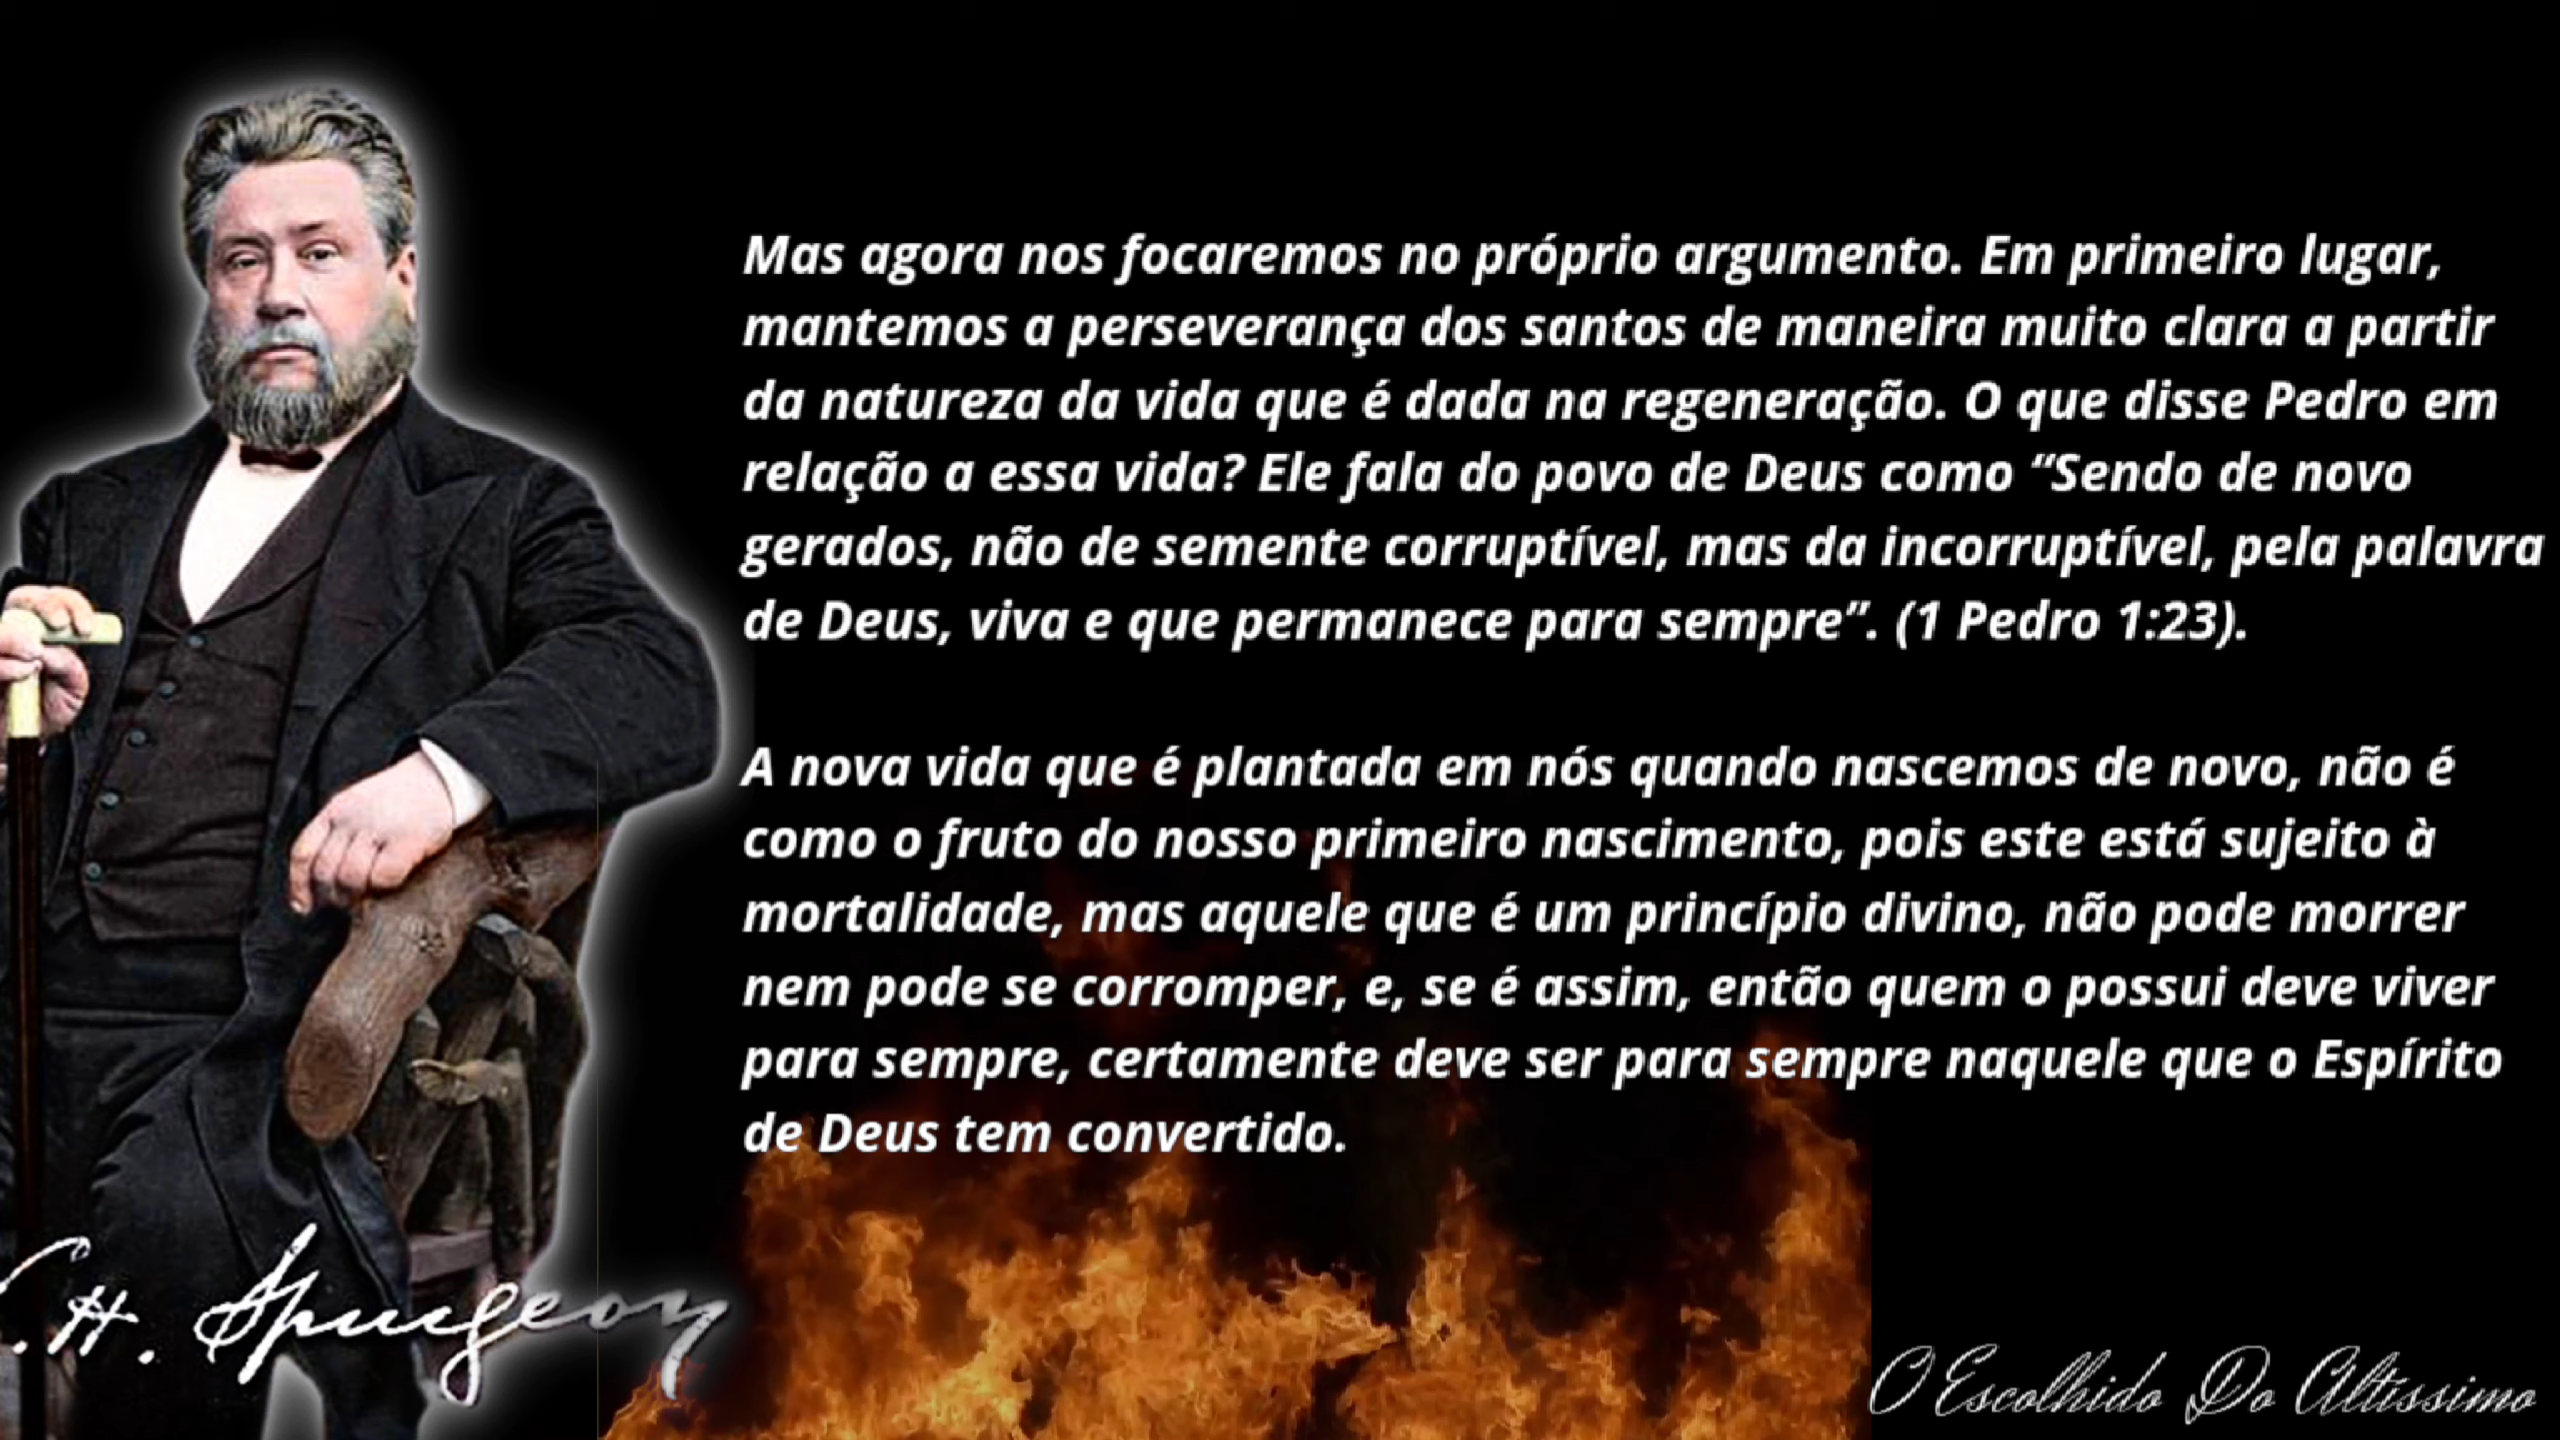 Mas agora nos focaremos no próprio argumento. Em primeiro lugar,
mantemos a perseverança dos santos de maneira muito clara a partir
da natureza da vida que é dada na regeneração. O que disse Pedro em
relação a essa vida? Ele fala do povo de Deus como “Sendo de novo
gerados, não de semente corruptível, mas da incorruptível, pela palavra
de Deus, viva e que permanece para sempre”. (1 Pedro 1:23).
A nova vida que é plantada em nós quando nascemos de novo, não é
como o fruto do nosso primeiro nascimento, pois este está sujeito à
mortalidade, mas aquele que é um princípio divino, não pode morrer
nem pode se corromper, e, se é assim, então quem o possui deve viver
para sempre, certamente deve ser para sempre naquele que o Espírito
de Deus tem convertido.
C.H. Spurgeon
O Escolhido Do Altissimo